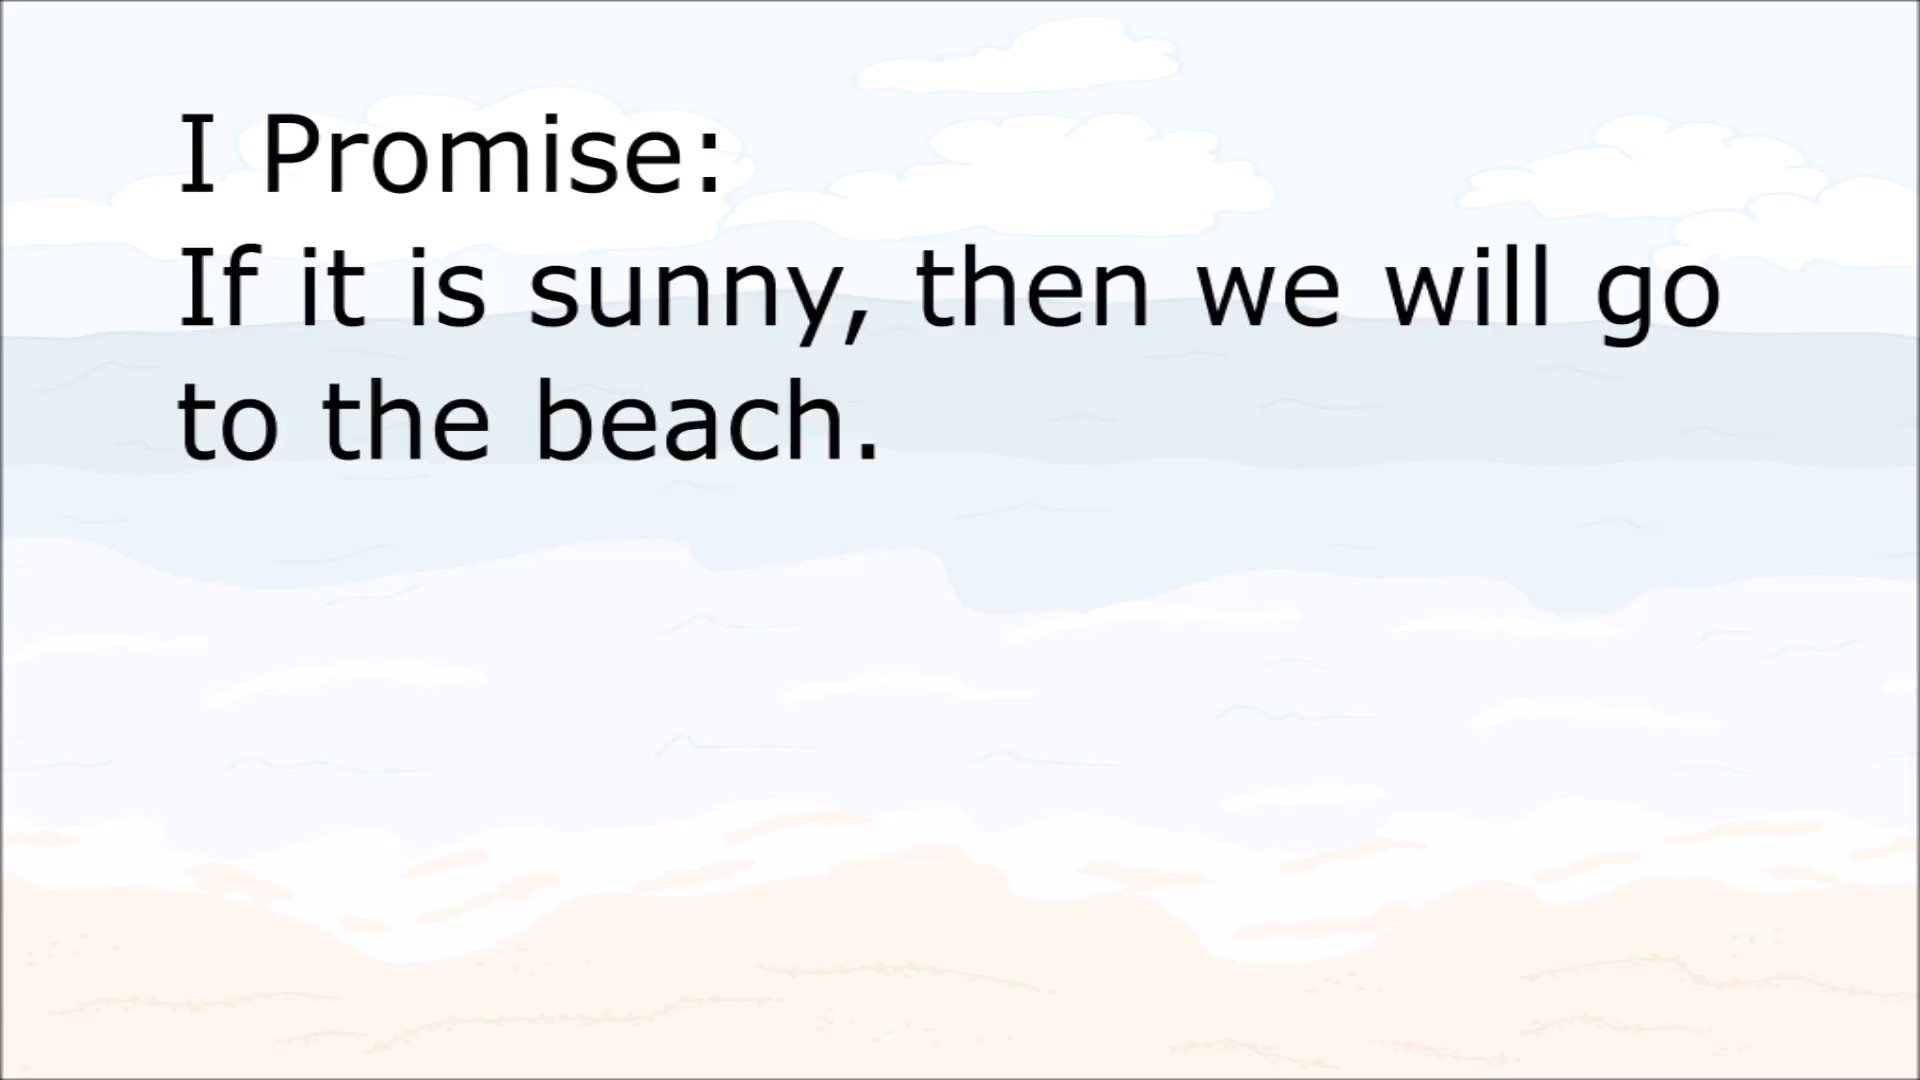 I Promise:
If it is sunny, then we will go
to the beach.